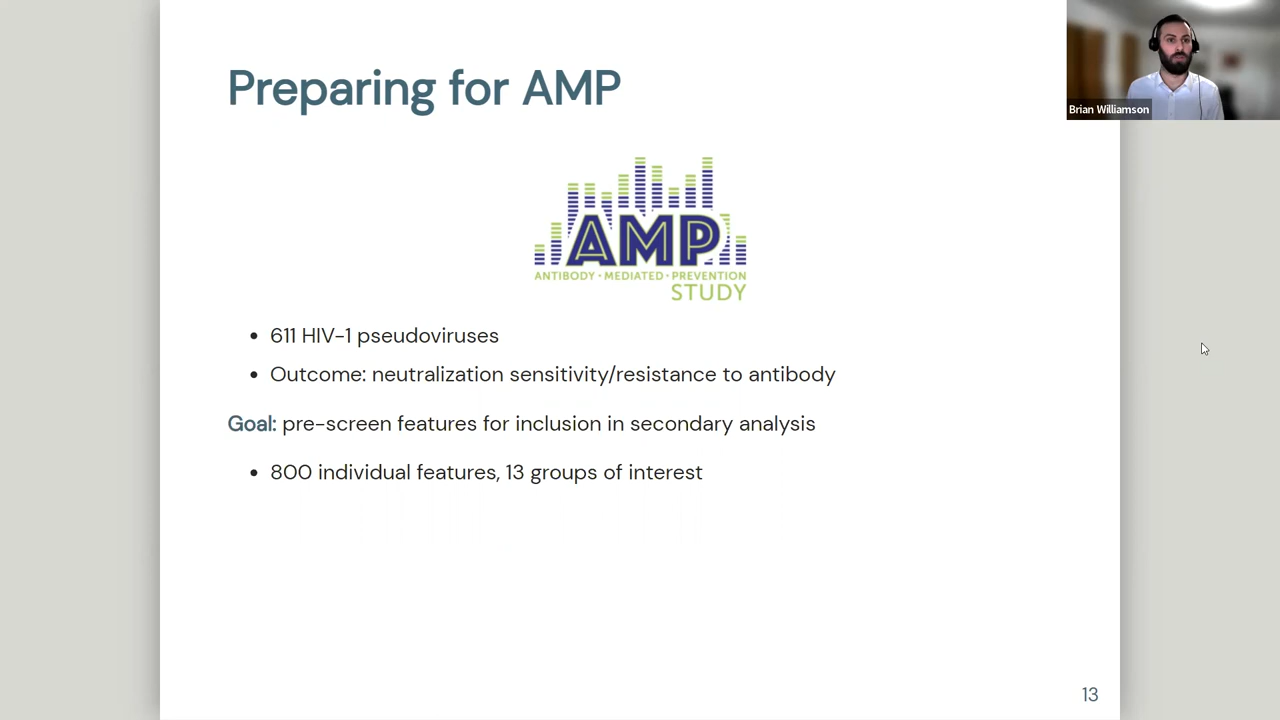 Preparing for AMP
Brian Williamson
AMP
ANTIBODY · MEDIATED · PREVENTION
STUDY
• 611 HIV-1 pseudoviruses
• Outcome: neutralization sensitivity/resistance to antibody
Goal: pre-screen features for inclusion in secondary analysis
• 800 individual features, 13 groups of interest
13